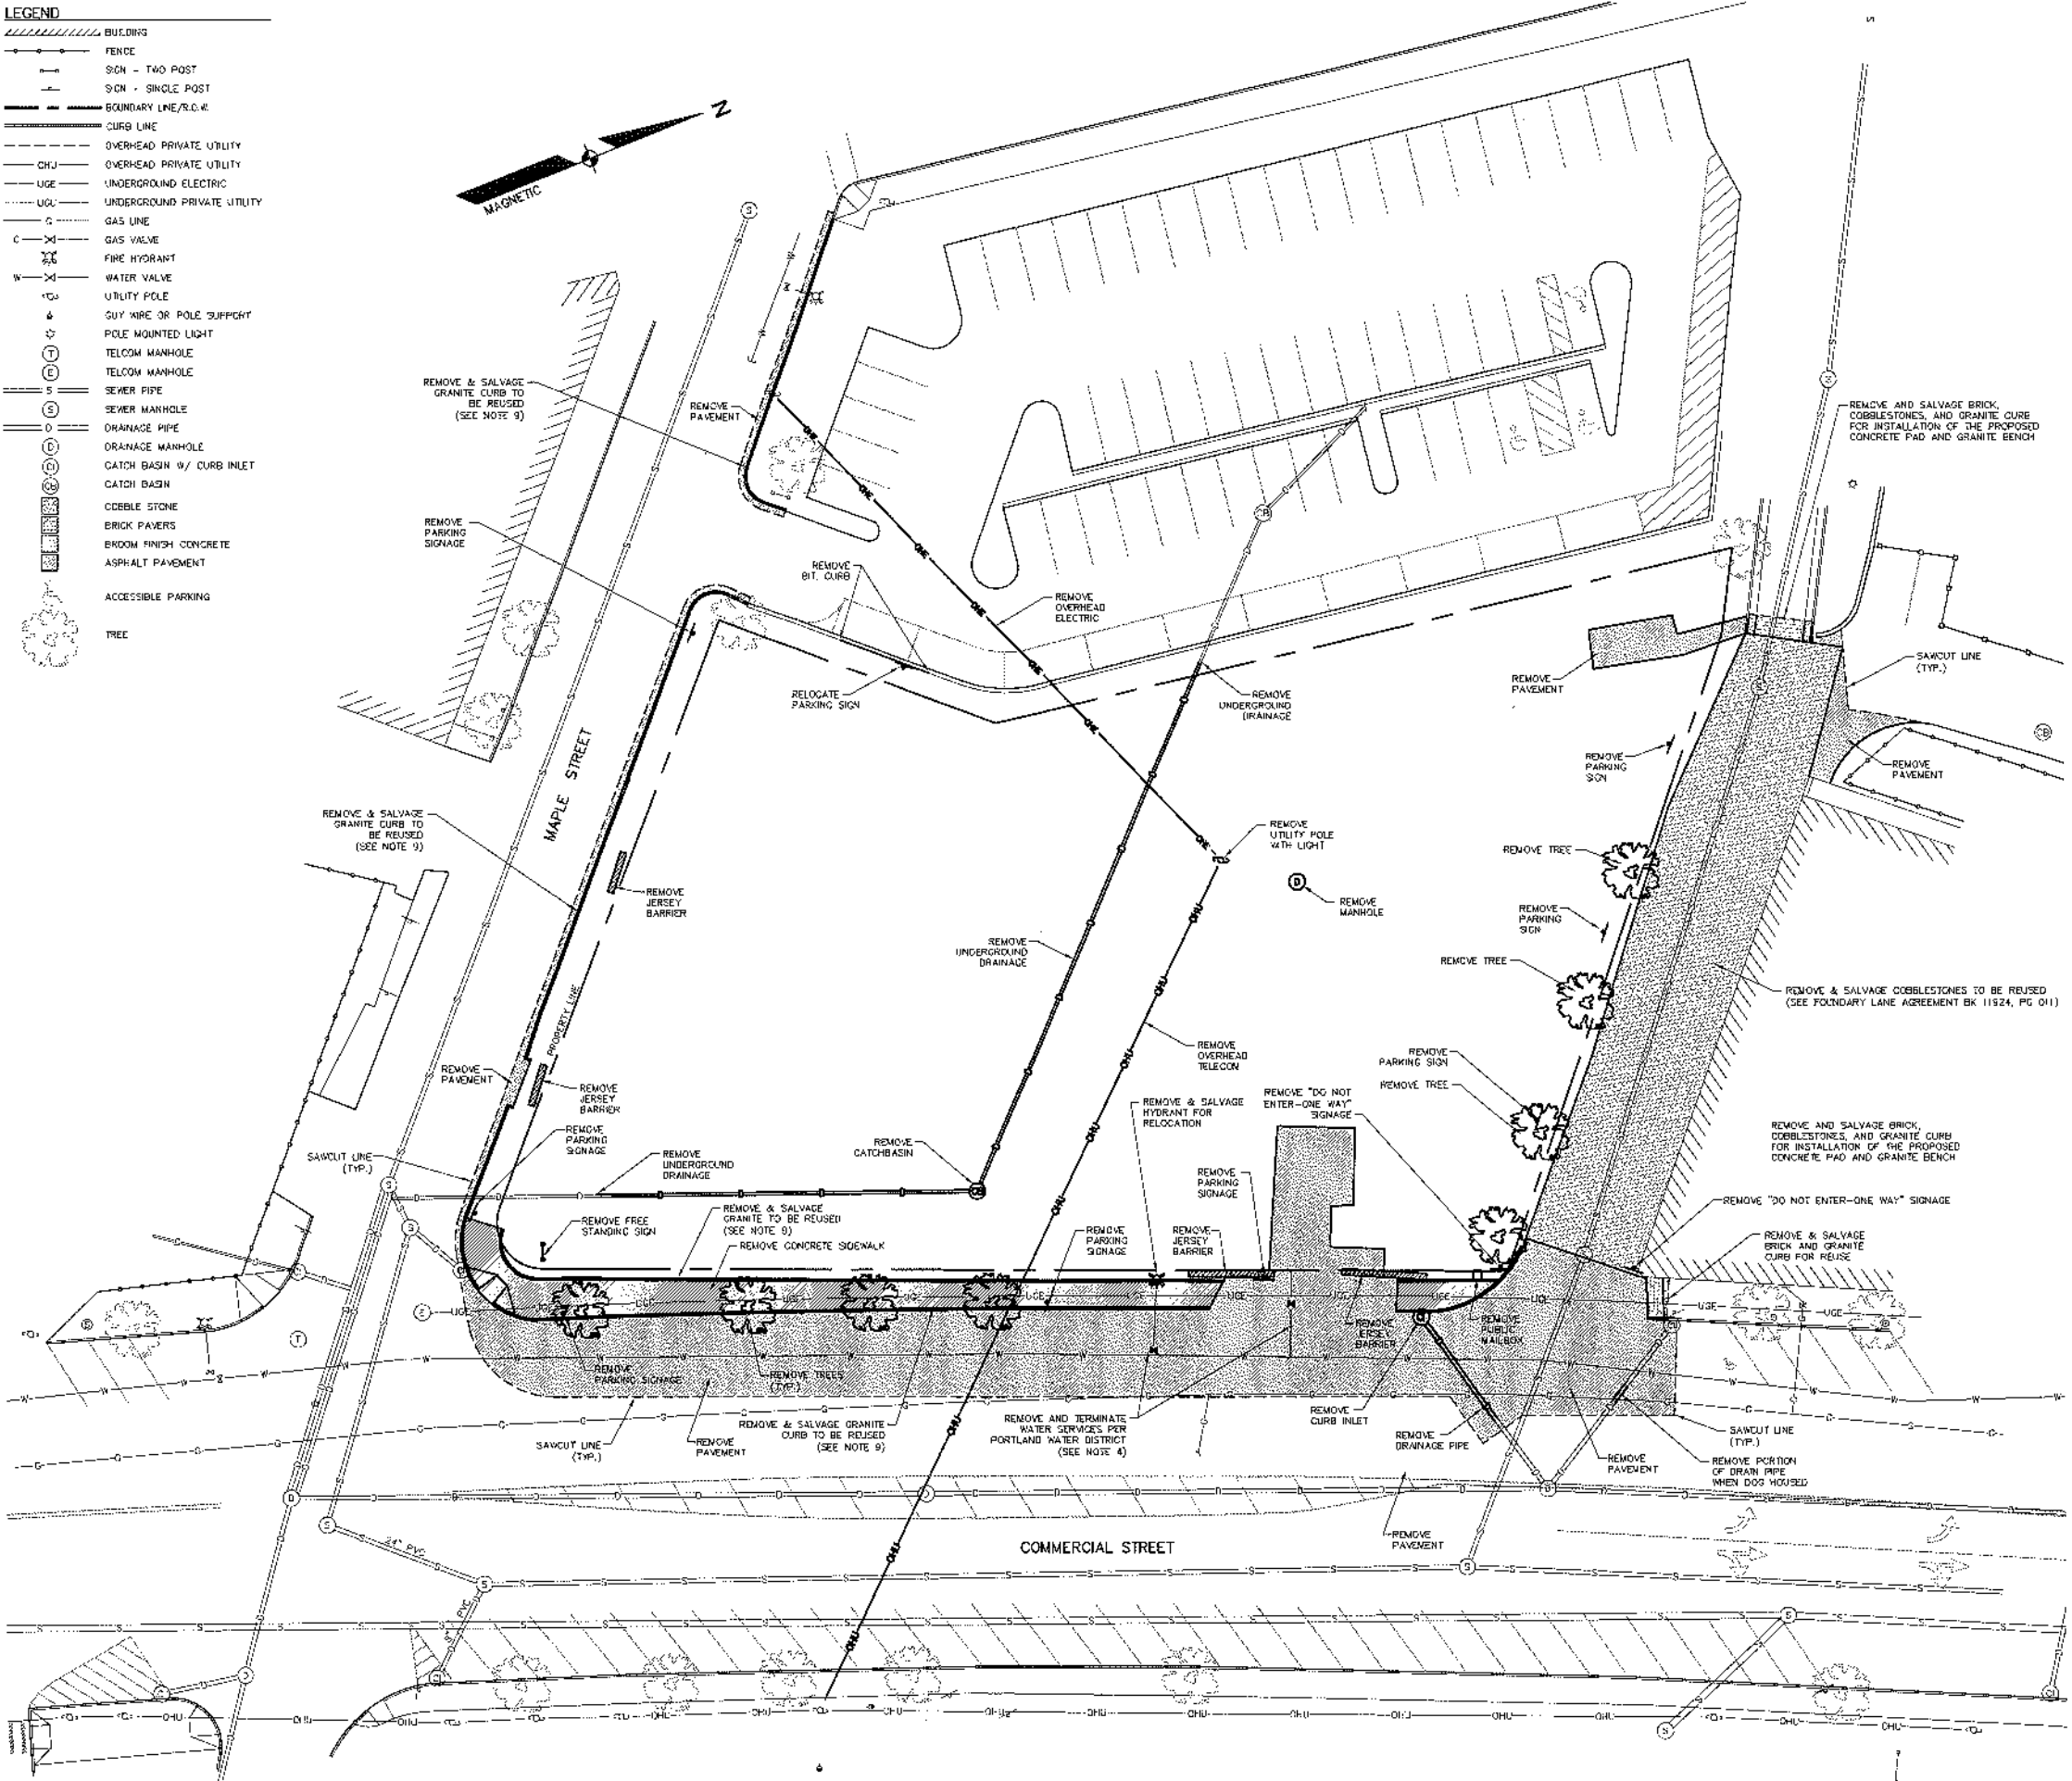 LEGEND
BUILDING
FENCE
SIGN - TWO POST
SIGN - SINGLE POST
BOUNDARY LINE/R.O.W.
CURB LINE
OVERHEAD PRIVATE UTILITY
OHU
OVERHEAD PRIVATE UTILITY
UGE
UNDERGROUND ELECTRIC
UGU
UNDERGROUND PRIVATE UTILITY
G
GAS LINE
GAS VALVE
FIRE HYDRANT
W
WATER VALVE
UTILITY POLE
GUY WIRE OR POLE SUPPORT
POLE MOUNTED LIGHT
T
TELCOM MANHOLE
E
TELCOM MANHOLE
S
SEWER PIPE
S
SEWER MANHOLE
D
DRAINAGE PIPE
D
DRAINAGE MANHOLE
CI
CATCH BASIN W/ CURB INLET
CB
CATCH BASIN
COBBLE STONE
BRICK PAVERS
BROOM FINISH CONCRETE
ASPHALT PAVEMENT
ACCESSIBLE PARKING
TREE
N
MAGNETIC
REMOVE & SALVAGE
GRANITE CURB TO
BE REUSED
(SEE NOTE 9)
REMOVE
PAVEMENT
REMOVE AND SALVAGE BRICK,
COBBLESTONES, AND GRANITE CURB
FOR INSTALLATION OF THE PROPOSED
CONCRETE PAD AND GRANITE BENCH
REMOVE
PARKING
SIGNAGE
REMOVE
BIT. CURB
REMOVE
OVERHEAD
ELECTRIC
RELOCATE
PARKING SIGN
REMOVE
UNDERGROUND
DRAINAGE
REMOVE
PAVEMENT
SAWCUT LINE
(TYP.)
REMOVE
PARKING
SIGN
REMOVE
PAVEMENT
MAPLE STREET
REMOVE & SALVAGE
GRANITE CURB TO
BE REUSED
(SEE NOTE 9)
REMOVE
UTILITY POLE
WITH LIGHT
REMOVE TREE
REMOVE
JERSEY
BARRIER
REMOVE
MANHOLE
REMOVE
PARKING
SIGN
REMOVE
UNDERGROUND
DRAINAGE
REMOVE TREE
REMOVE & SALVAGE COBBLESTONES TO BE REUSED
(SEE FOUNDARY LANE AGREEMENT BK 11924, PG 011)
PROPERTY LINE
REMOVE
PAVEMENT
REMOVE
JERSEY
BARRIER
REMOVE
OVERHEAD
TELECOM
REMOVE
PARKING SIGN
REMOVE TREE
REMOVE "DO NOT
ENTER-ONE WAY"
SIGNAGE
REMOVE & SALVAGE
HYDRANT FOR
RELOCATION
REMOVE AND SALVAGE BRICK,
COBBLESTONES, AND GRANITE CURB
FOR INSTALLATION OF THE PROPOSED
CONCRETE PAD AND GRANITE BENCH
REMOVE
PARKING
SIGNAGE
SAWCUT LINE
(TYP.)
REMOVE
UNDERGROUND
DRAINAGE
REMOVE
CATCHBASIN
REMOVE
PARKING
SIGNAGE
REMOVE "DO NOT ENTER-ONE WAY" SIGNAGE
REMOVE FREE
STANDING SIGN
REMOVE & SALVAGE
GRANITE TO BE REUSED
(SEE NOTE 9)
REMOVE CONCRETE SIDEWALK
REMOVE
PARKING
SIGNAGE
REMOVE
JERSEY
BARRIER
REMOVE & SALVAGE
BRICK AND GRANITE
CURB FOR REUSE
REMOVE
JERSEY
BARRIER
REMOVE
PUBLIC
MAILBOX
REMOVE
PARKING SIGNAGE
REMOVE TREES
(TYP.)
REMOVE & SALVAGE GRANITE
CURB TO BE REUSED
(SEE NOTE 9)
REMOVE AND TERMINATE
WATER SERVICES PER
PORTLAND WATER DISTRICT
(SEE NOTE 4)
REMOVE
CURB INLET
SAWCUT LINE
(TYP.)
REMOVE
PAVEMENT
REMOVE
DRAINAGE PIPE
SAWCUT LINE
(TYP.)
REMOVE
PAVEMENT
REMOVE PORTION
OF DRAIN PIPE
WHEN DOG HOUSED
REMOVE
PAVEMENT
COMMERCIAL STREET
24" PVC